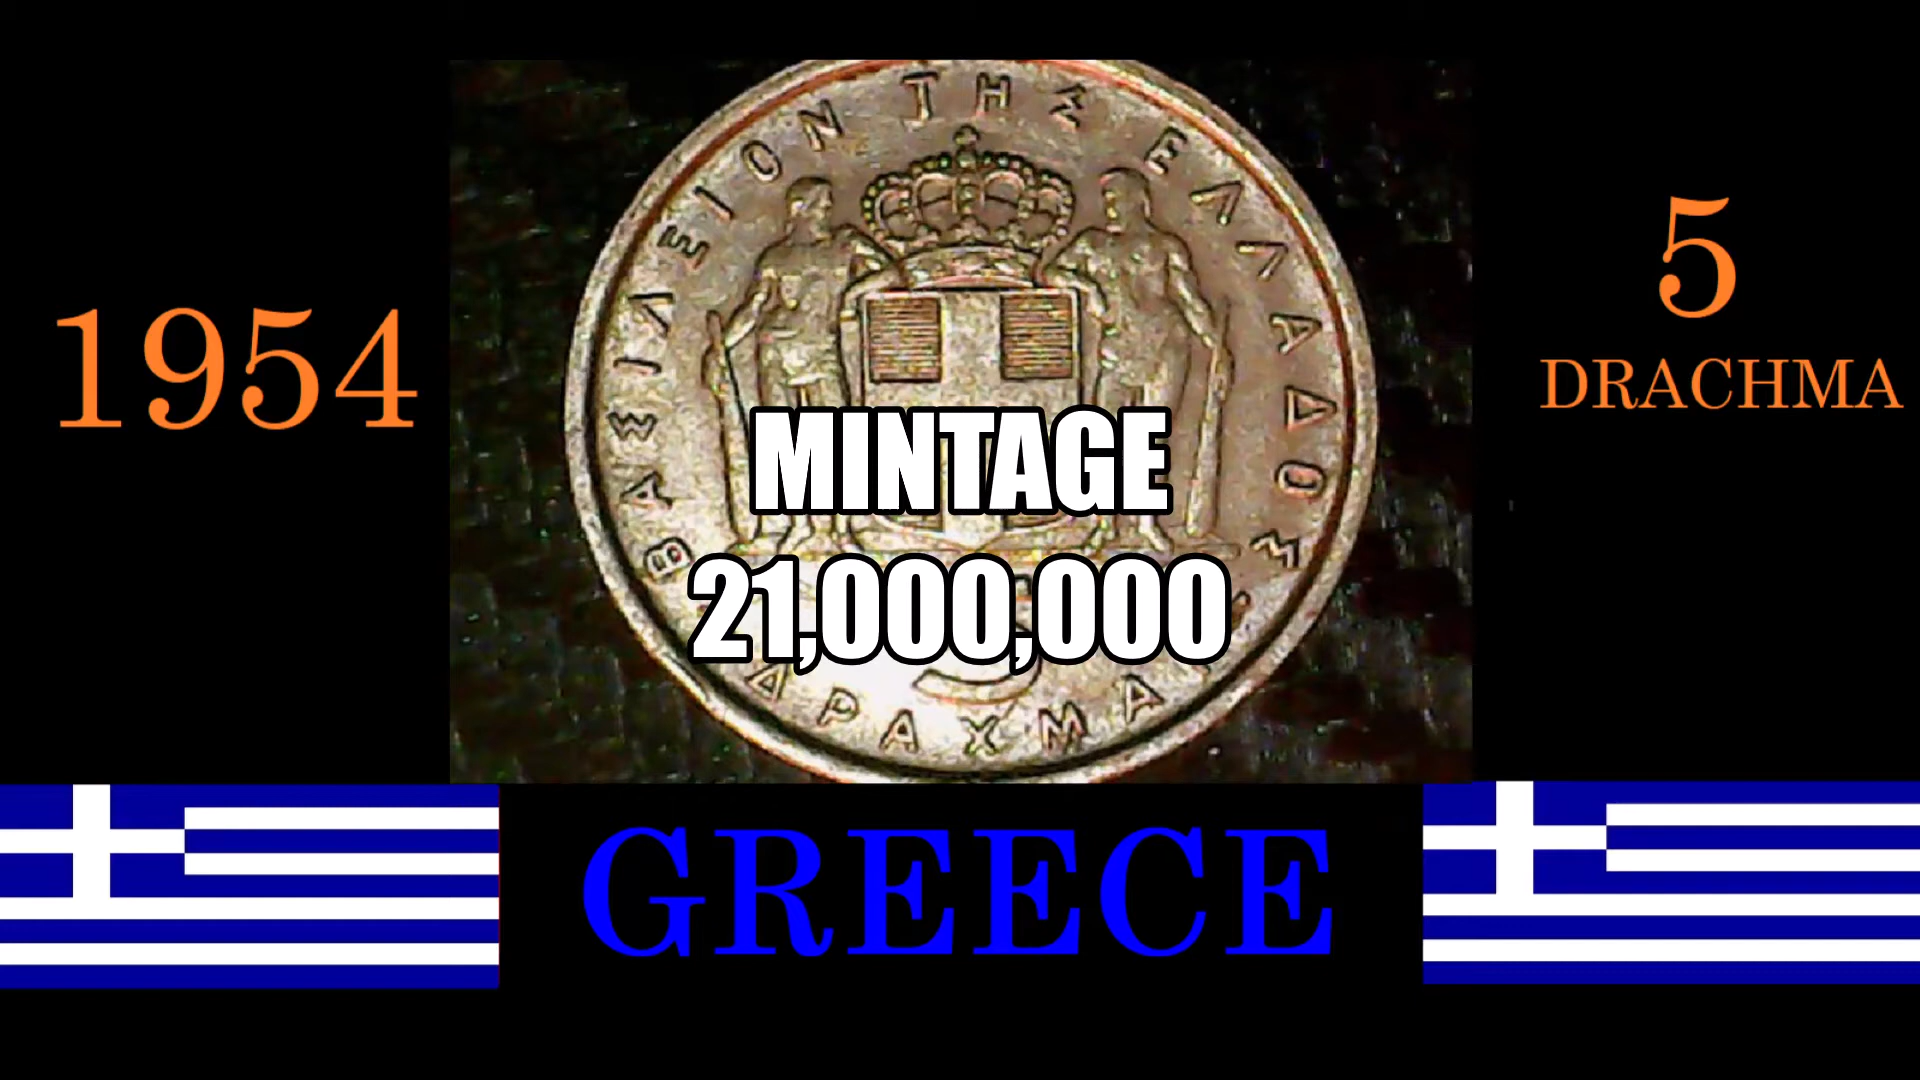 1954
5
DRACHMA
ΒΑΣΙΛΕΙΟΝ ΤΗΣ ΕΛΛΑΔΟΣ
MINTAGE
21,000,000
ΔΡΑΧΜΑΙ
GREECE